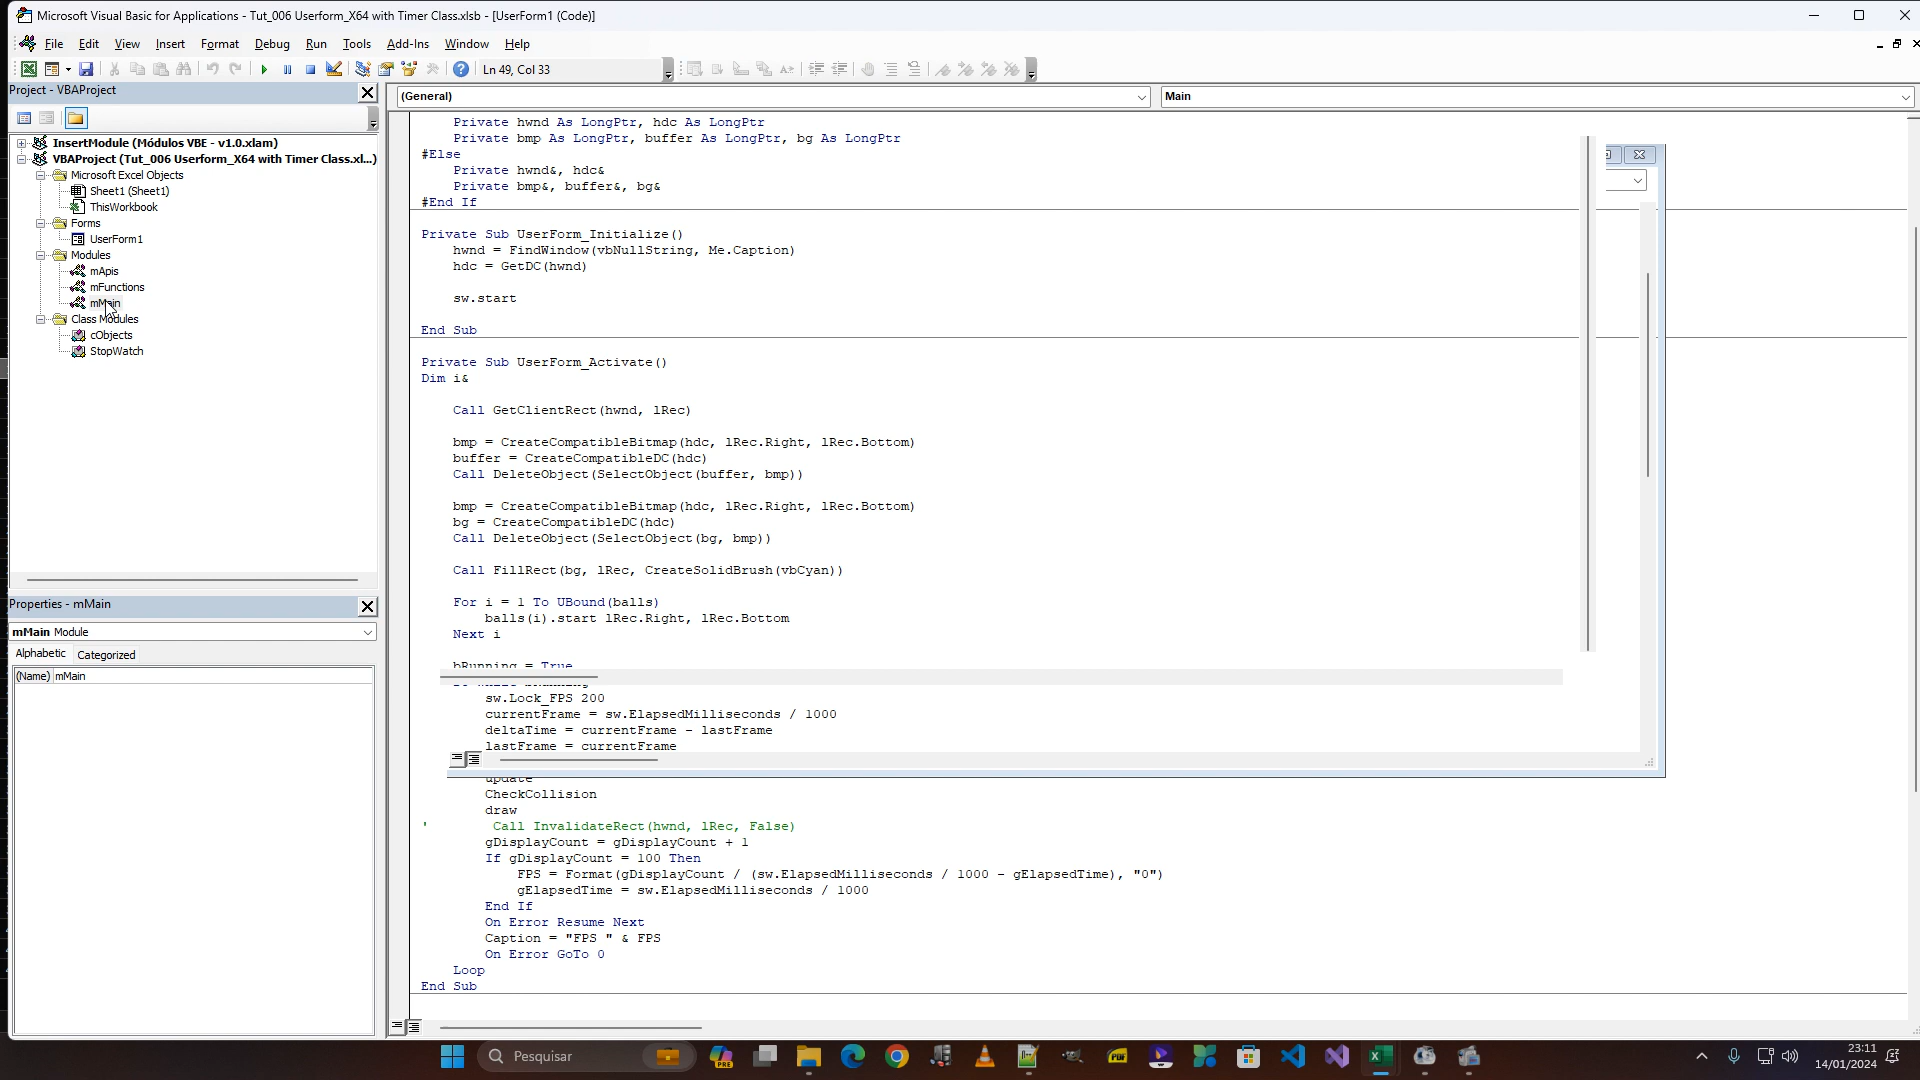 Microsoft Visual Basic for Applications - Tut_006 Userform_X64 with Timer Class.xlsb - [UserForm1 (Code)]
File Edit View Insert Format Debug Run Tools Add-Ins Window Help
Ln 49, Col 33
Project - VBAProject
(General)
Main
InsertModule (Módulos VBE - v1.0.xlam)
VBAProject (Tut_006 Userform_X64 with Timer Class.xl...)
Microsoft Excel Objects
Sheet1 (Sheet1)
ThisWorkbook
Forms
UserForm1
Modules
mApis
mFunctions
mMain
Class Modules
cObjects
StopWatch
Properties - mMain
mMain Module
Alphabetic Categorized
(Name) mMain
Private hwnd As LongPtr, hdc As LongPtr
Private bmp As LongPtr, buffer As LongPtr, bg As LongPtr
#Else
Private hwnd&, hdc&
Private bmp&, buffer&, bg&
#End If
Private Sub UserForm_Initialize()
hwnd = FindWindow(vbNullString, Me.Caption)
hdc = GetDC(hwnd)
sw.start
End Sub
Private Sub UserForm_Activate()
Dim i&
Call GetClientRect(hwnd, lRec)
bmp = CreateCompatibleBitmap(hdc, lRec.Right, lRec.Bottom)
buffer = CreateCompatibleDC(hdc)
Call DeleteObject(SelectObject(buffer, bmp))
bmp = CreateCompatibleBitmap(hdc, lRec.Right, lRec.Bottom)
bg = CreateCompatibleDC(hdc)
Call DeleteObject(SelectObject(bg, bmp))
Call FillRect(bg, lRec, CreateSolidBrush(vbCyan))
For i = 1 To UBound(balls)
balls(i).start lRec.Right, lRec.Bottom
Next i
bRunning = True
sw.Lock_FPS 200
currentFrame = sw.ElapsedMilliseconds / 1000
deltaTime = currentFrame - lastFrame
lastFrame = currentFrame
update
CheckCollision
draw
' Call InvalidateRect(hwnd, lRec, False)
gDisplayCount = gDisplayCount + 1
If gDisplayCount = 100 Then
FPS = Format(gDisplayCount / (sw.ElapsedMilliseconds / 1000 - gElapsedTime), "0")
gElapsedTime = sw.ElapsedMilliseconds / 1000
End If
On Error Resume Next
Caption = "FPS " & FPS
On Error GoTo 0
Loop
End Sub
Pesquisar
PRE
PDF
23:11
14/01/2024